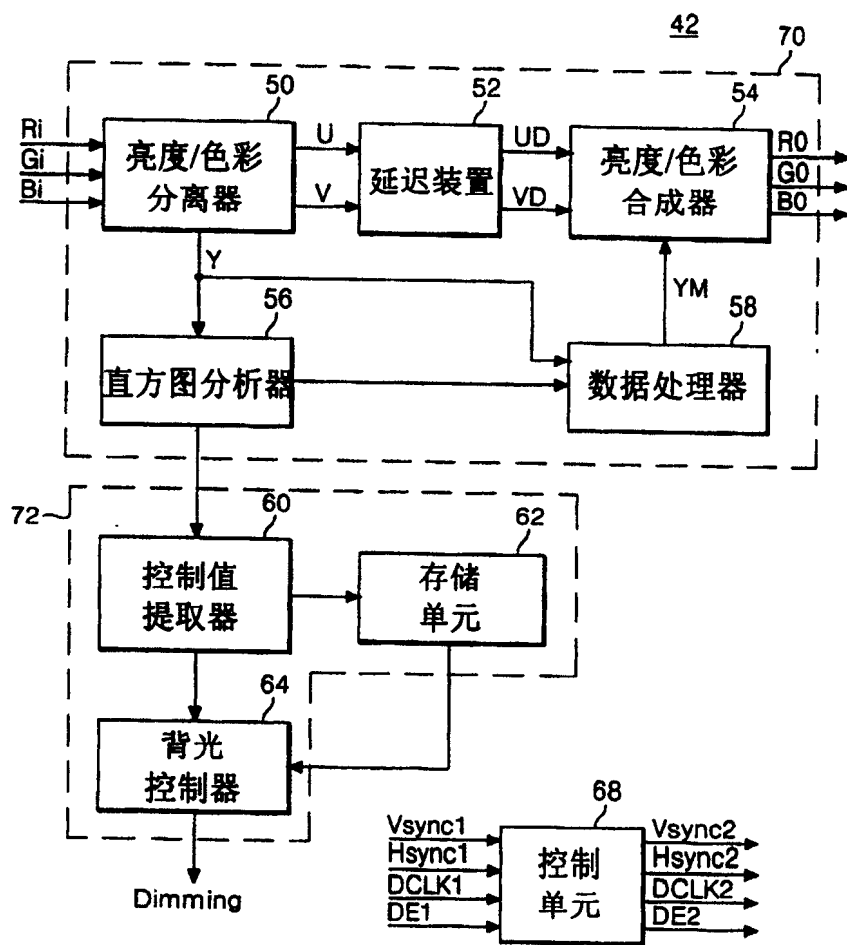 42
70
50
52
54
Ri
Gi
Bi
亮度/色彩
分离器
U
V
延迟装置
UD
VD
亮度/色彩
合成器
R0
G0
B0
Y
YM
56
58
直方图分析器
数据处理器
72
60
62
控制值
提取器
存储
单元
64
背光
控制器
Dimming
68
Vsync1
Hsync1
DCLK1
DE1
控制
单元
Vsync2
Hsync2
DCLK2
DE2